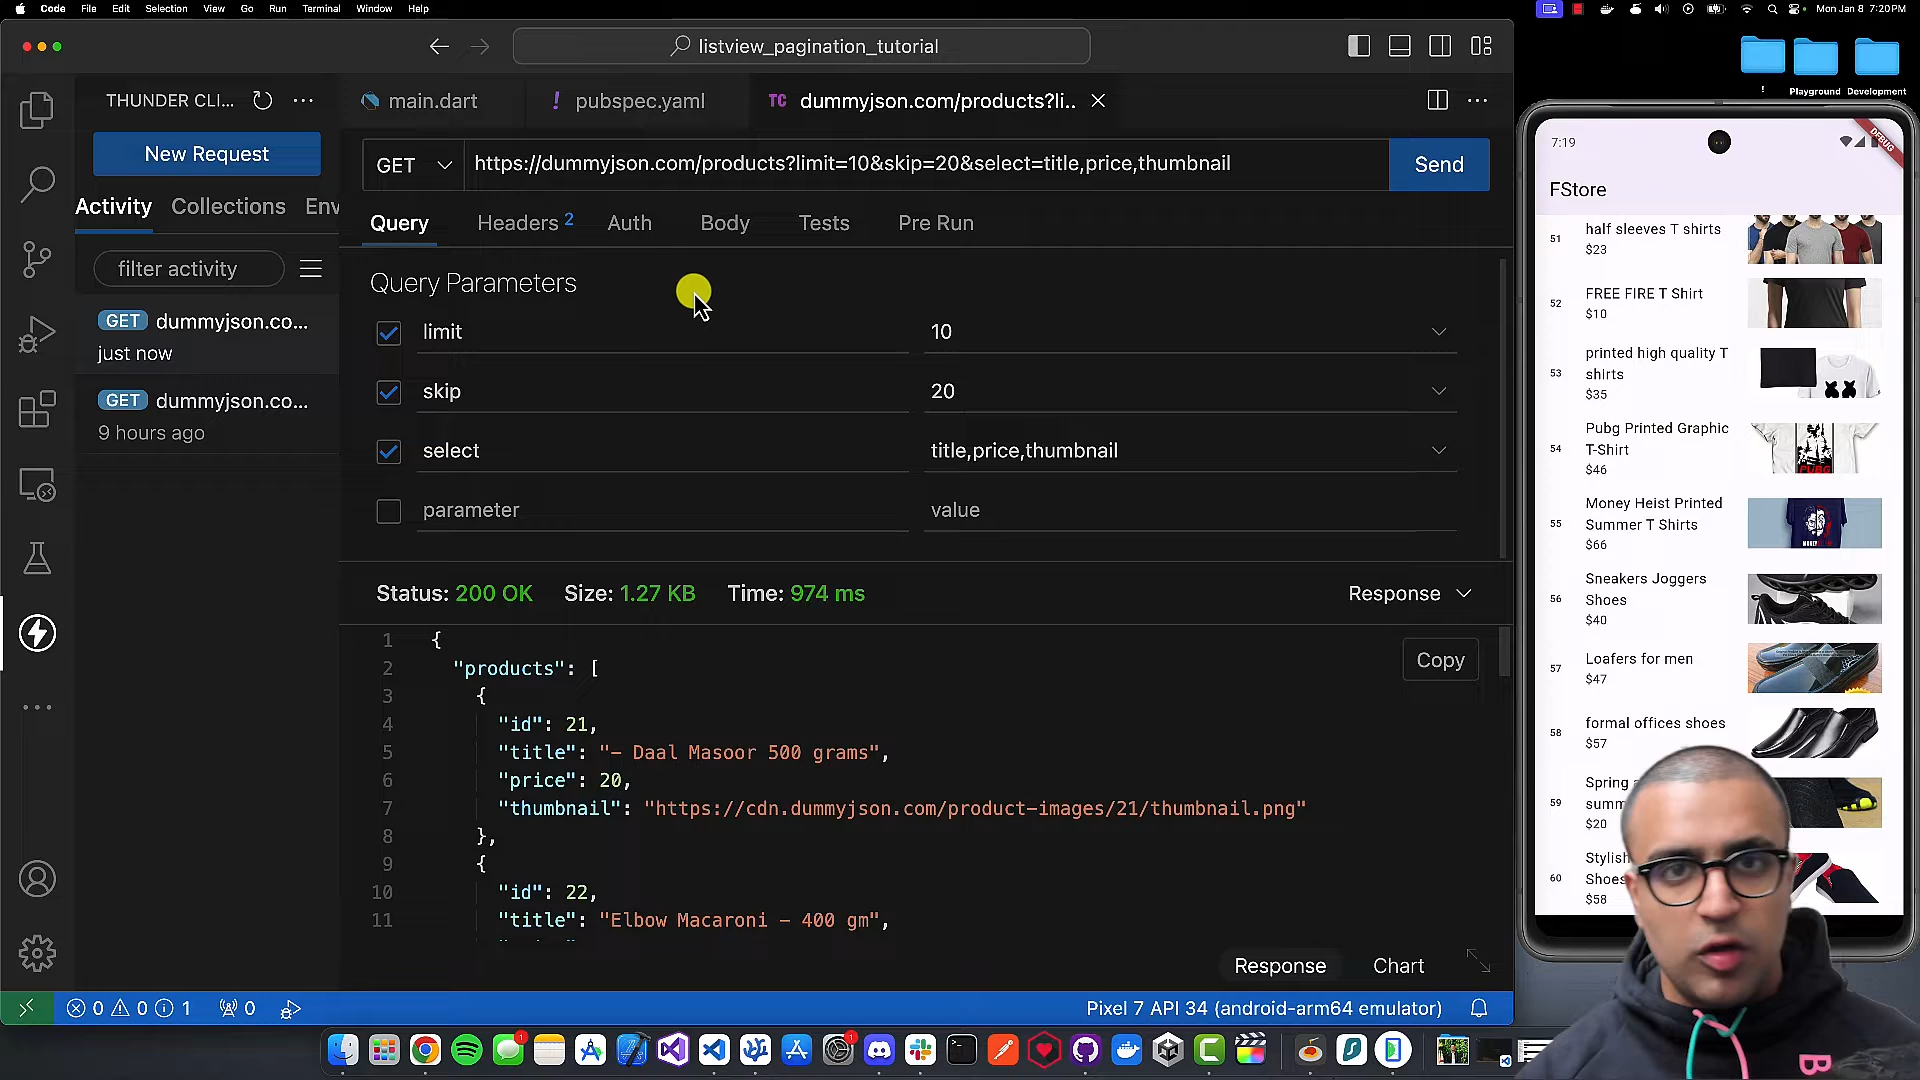 Code File Edit Selection View Go Run Terminal Window Help
Mon Jan 8 7:20PM
listview_pagination_tutorial
THUNDER CLI...
main.dart
! pubspec.yaml
TC dummyjson.com/products?li..
New Request
GET https://dummyjson.com/products?limit=10&skip=20&select=title,price,thumbnail Send
Activity Collections Env
Query Headers 2 Auth Body Tests Pre Run
filter activity
Query Parameters
GET dummyjson.co...
just now
GET dummyjson.co...
9 hours ago
limit 10
skip 20
select title,price,thumbnail
parameter value
Status: 200 OK Size: 1.27 KB Time: 974 ms Response
Copy
1 {
2 "products": [
3 {
4 "id": 21,
5 "title": "- Daal Masoor 500 grams",
6 "price": 20,
7 "thumbnail": "https://cdn.dummyjson.com/product-images/21/thumbnail.png"
8 },
9 {
10 "id": 22,
11 "title": "Elbow Macaroni - 400 gm",
Response Chart
0 0 1 0
Pixel 7 API 34 (android-arm64 emulator)
! Playground Development
7:19
DEBUG
FStore
51 half sleeves T shirts
$23
52 FREE FIRE T Shirt
$10
53 printed high quality T
shirts
$35
54 Pubg Printed Graphic
T-Shirt
$46
55 Money Heist Printed
Summer T Shirts
$66
56 Sneakers Joggers
Shoes
$40
57 Loafers for men
$47
58 formal offices shoes
$57
59 Spring
summ
$20
60 Stylish
Shoes
$58